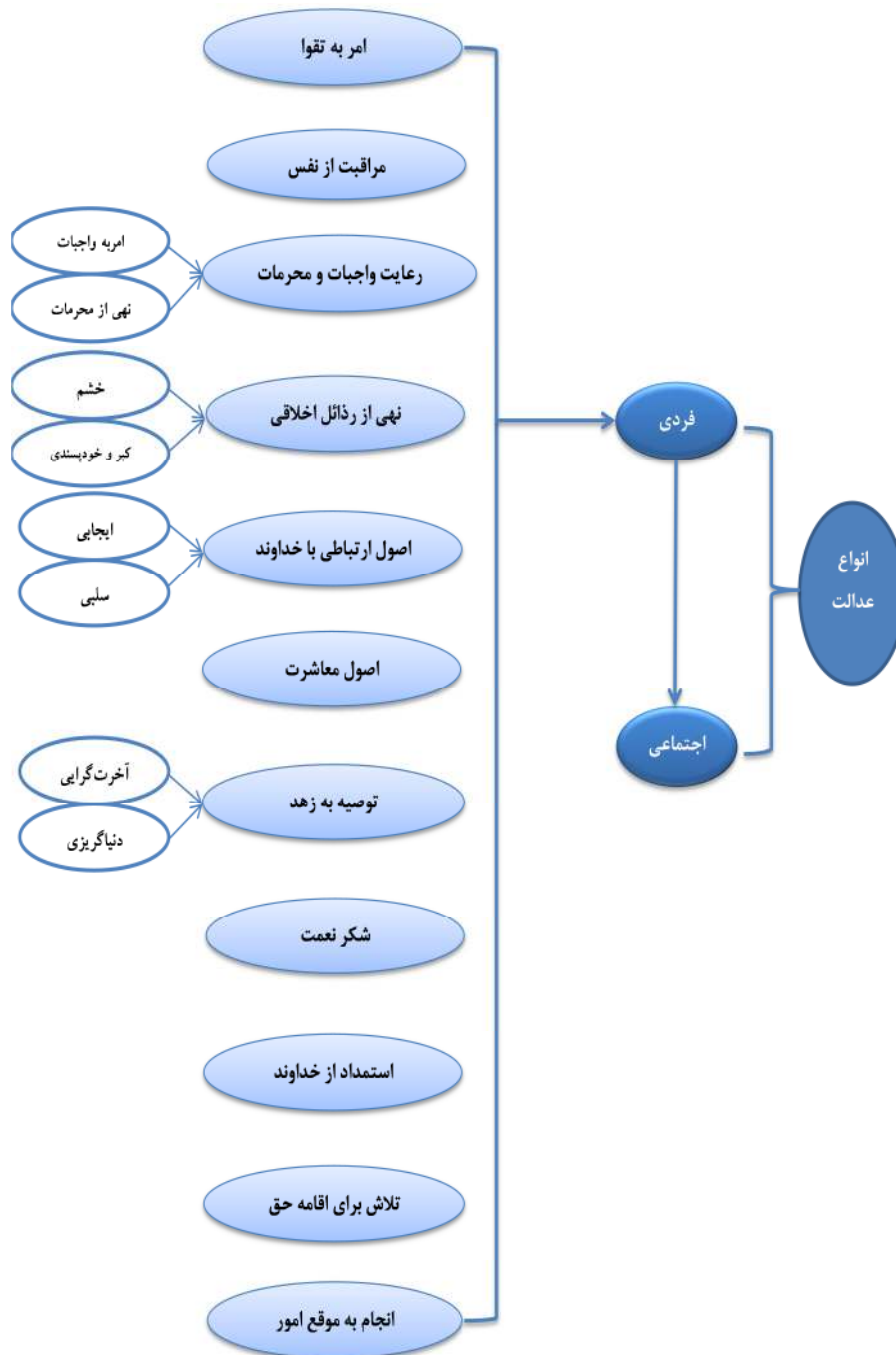 انواع
عدالت
فردی
اجتماعی
امر به تقوا
مراقبت از نفس
رعایت واجبات و محرمات
امربه واجبات
نهی از محرمات
نهی از رذائل اخلاقی
خشم
کبر و خودپسندی
اصول ارتباطی با خداوند
ایجابی
سلبی
اصول معاشرت
توصیه به زهد
آخرت‌گرایی
دنیاگریزی
شکر نعمت
استمداد از خداوند
تلاش برای اقامه حق
انجام به موقع امور